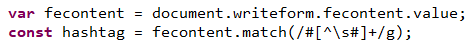 var fecontent = document.writeform.fecontent.value;
const hashtag = fecontent.match(/#[^\s#]+/g);